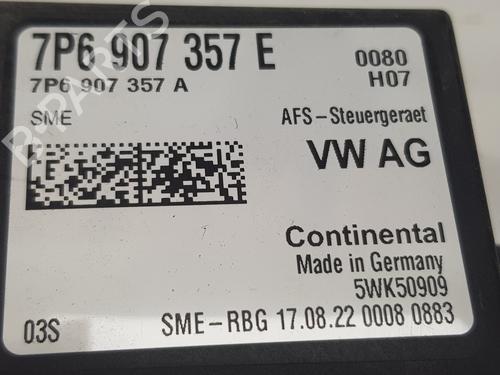 7P6 907 357 E
0080
7P6 907 357 A
H07
SME
AFS-Steuergeraet
VW AG
Continental
Made in Germany
5WK50909
03S
SME-RBG 17.08.22 0008 0883
B-PARTS